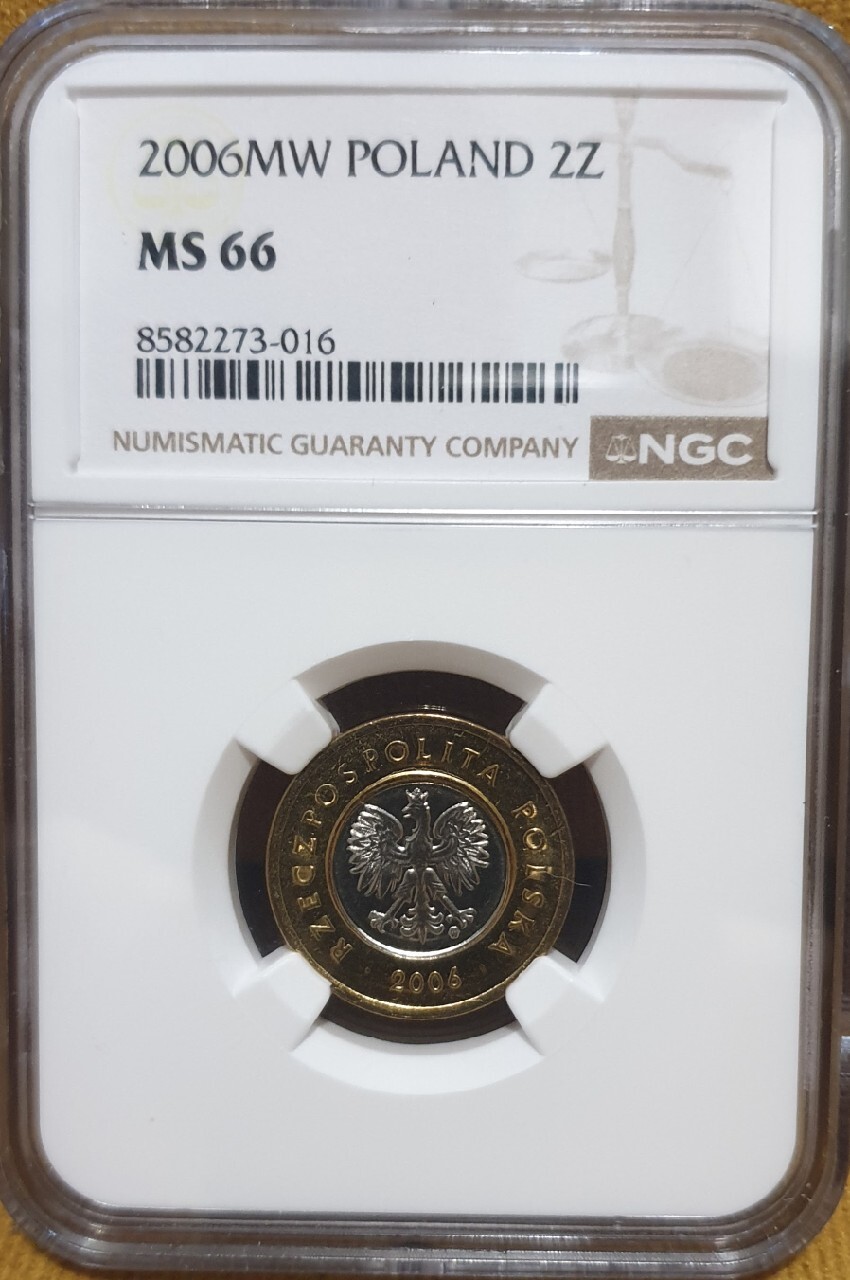 2006MW POLAND 2Z
MS 66
8582273-016
NUMISMATIC GUARANTY COMPANY
NGC
RZECZPOSPOLITA POLSKA
2006